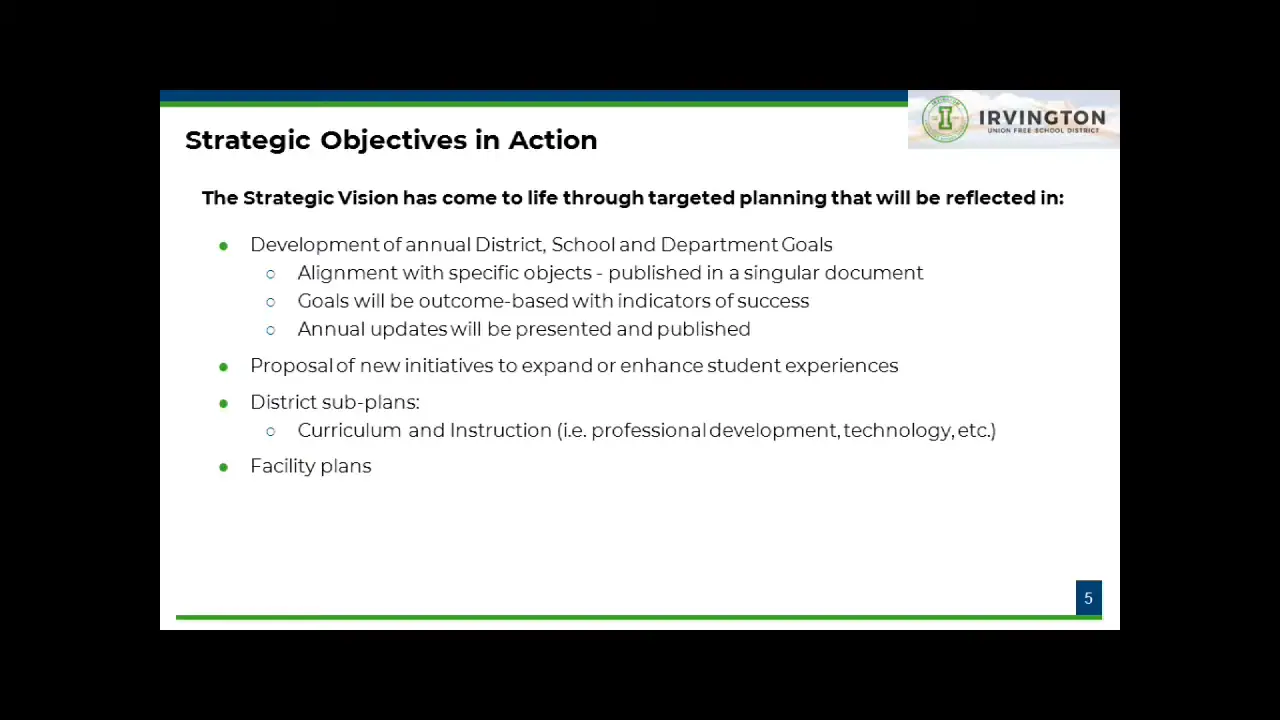 IRVINGTON
UNION FREE SCHOOL DISTRICT
Strategic Objectives in Action
The Strategic Vision has come to life through targeted planning that will be reflected in:
● Development of annual District, School and Department Goals
○ Alignment with specific objects - published in a singular document
○ Goals will be outcome-based with indicators of success
○ Annual updates will be presented and published
● Proposal of new initiatives to expand or enhance student experiences
● District sub-plans:
○ Curriculum and Instruction (i.e. professional development, technology, etc.)
● Facility plans
5